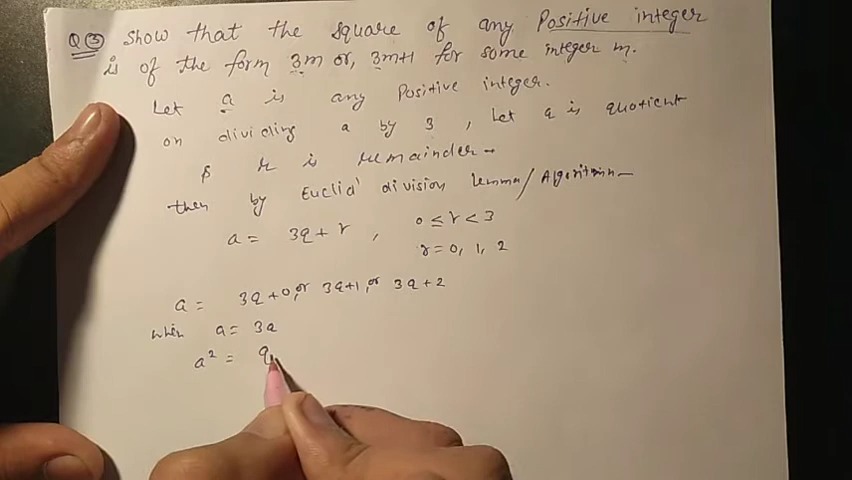 Q③ Show that the square of any Positive integer
is of the form 3m or, 3m+1 for some integer m.
Let a is any Positive integer.
on dividing a by 3, Let q is quotient
& r is remainder
then by Euclid' division lemma/
a = 3q + r, 0 ≤ r < 3
r = 0, 1, 2
a = 3q + 0, or 3q+1, or 3q + 2
when a = 3q
a² =